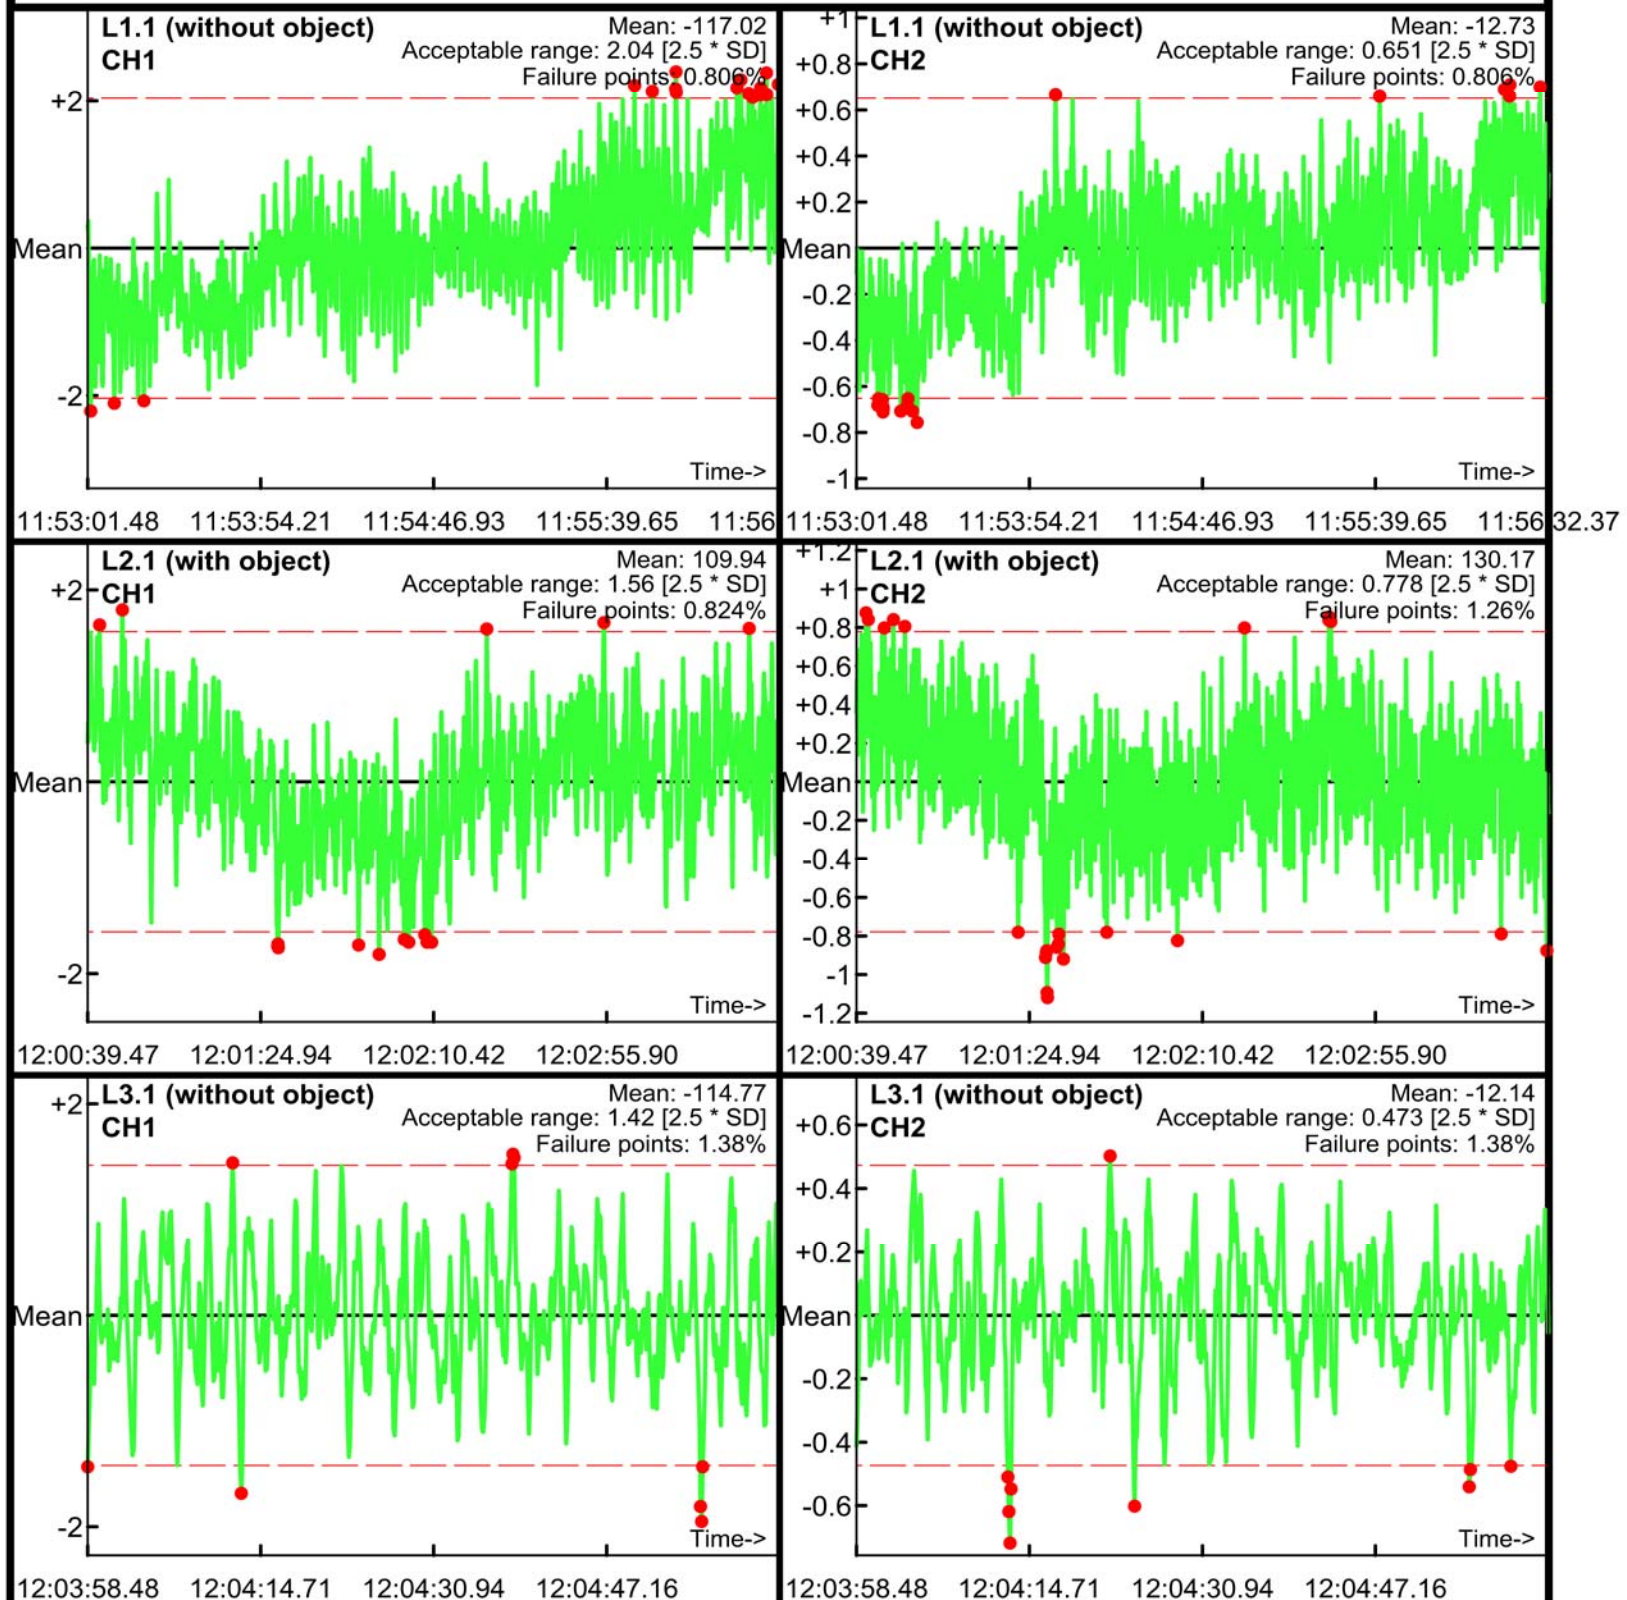 L1.1 (without object)
CH1
Mean: -117.02
Acceptable range: 2.04 [2.5 * SD]
Failure points: 0.806%
+2
Mean
-2
Time->
11:53:01.48 11:53:54.21 11:54:46.93 11:55:39.65 11:56
L1.1 (without object)
CH2
Mean: -12.73
Acceptable range: 0.651 [2.5 * SD]
Failure points: 0.806%
+1
+0.8
+0.6
+0.4
+0.2
Mean
-0.2
-0.4
-0.6
-0.8
-1
Time->
11:53:01.48 11:53:54.21 11:54:46.93 11:55:39.65 11:56:32.37
L2.1 (with object)
CH1
Mean: 109.94
Acceptable range: 1.56 [2.5 * SD]
Failure points: 0.824%
+2
Mean
-2
Time->
12:00:39.47 12:01:24.94 12:02:10.42 12:02:55.90
L2.1 (with object)
CH2
Mean: 130.17
Acceptable range: 0.778 [2.5 * SD]
Failure points: 1.26%
+1.2
+1
+0.8
+0.6
+0.4
+0.2
Mean
-0.2
-0.4
-0.6
-0.8
-1
-1.2
Time->
12:00:39.47 12:01:24.94 12:02:10.42 12:02:55.90
L3.1 (without object)
CH1
Mean: -114.77
Acceptable range: 1.42 [2.5 * SD]
Failure points: 1.38%
+2
Mean
-2
Time->
12:03:58.48 12:04:14.71 12:04:30.94 12:04:47.16
L3.1 (without object)
CH2
Mean: -12.14
Acceptable range: 0.473 [2.5 * SD]
Failure points: 1.38%
+0.6
+0.4
+0.2
Mean
-0.2
-0.4
-0.6
Time->
12:03:58.48 12:04:14.71 12:04:30.94 12:04:47.16